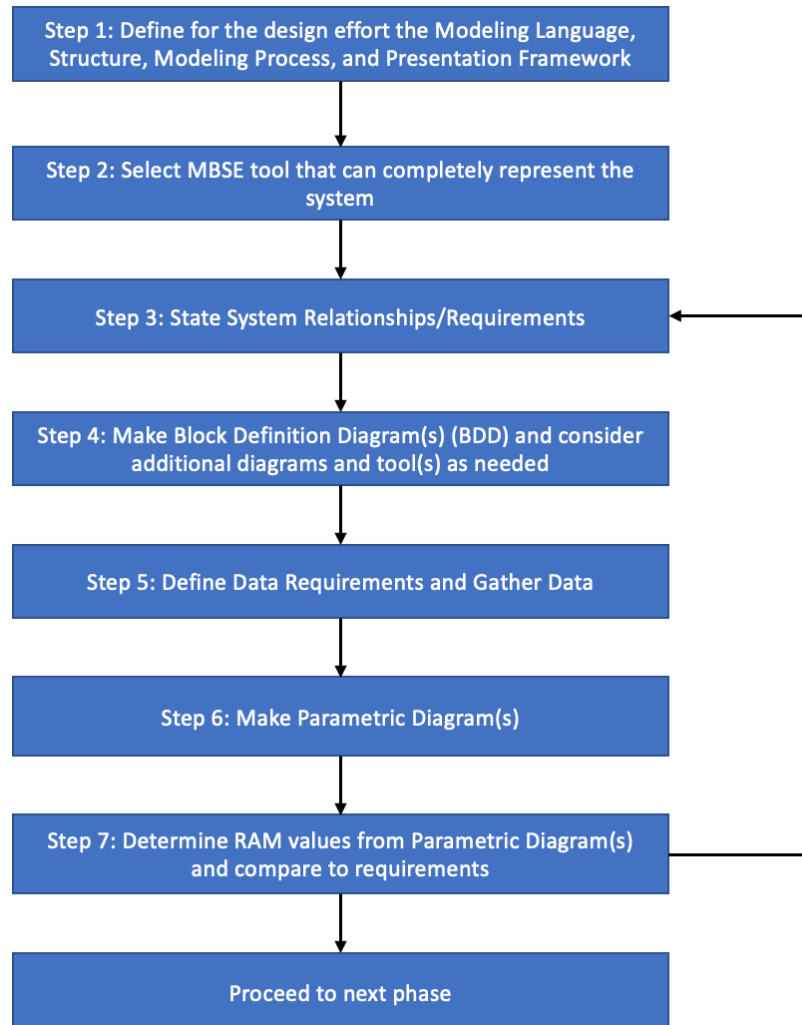 Step 1: Define for the design effort the Modeling Language,
Structure, Modeling Process, and Presentation Framework
Step 2: Select MBSE tool that can completely represent the
system
Step 3: State System Relationships/Requirements
Step 4: Make Block Definition Diagram(s) (BDD) and consider
additional diagrams and tool(s) as needed
Step 5: Define Data Requirements and Gather Data
Step 6: Make Parametric Diagram(s)
Step 7: Determine RAM values from Parametric Diagram(s)
and compare to requirements
Proceed to next phase